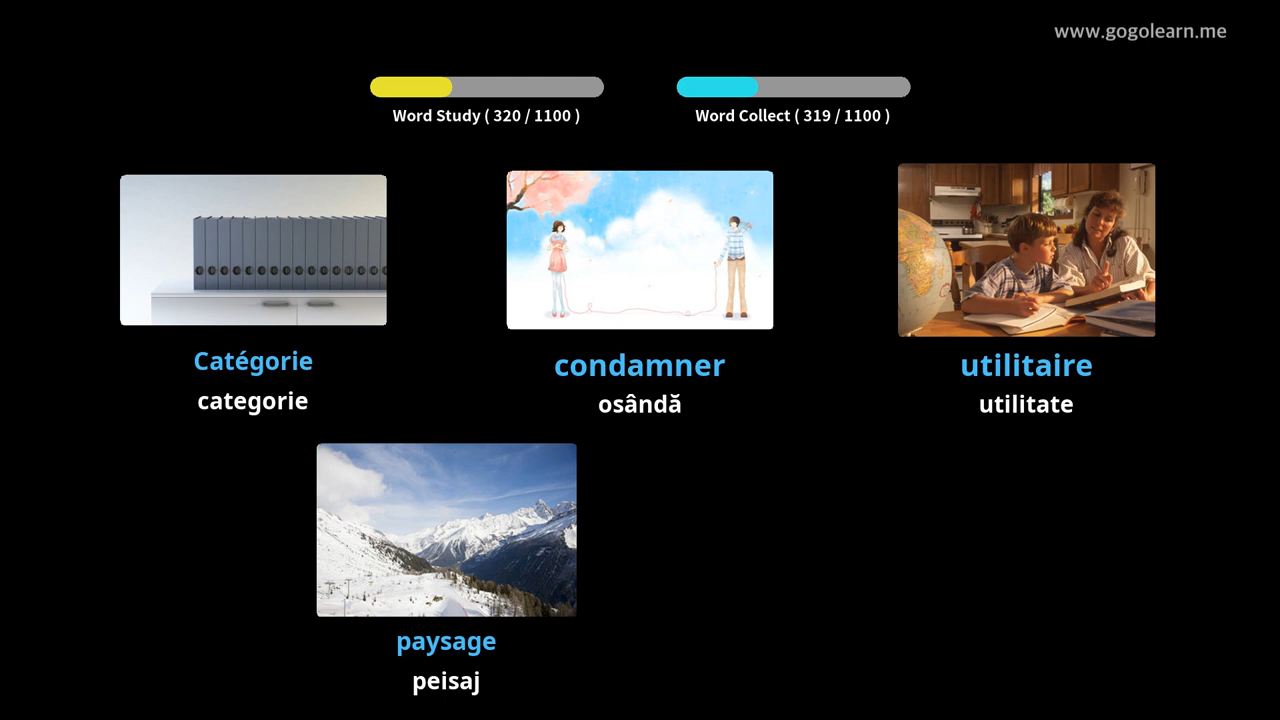 www.gogolearn.me
Word Study ( 320 / 1100 )
Word Collect ( 319 / 1100 )
Catégorie
categorie
condamner
osândă
utilitaire
utilitate
paysage
peisaj